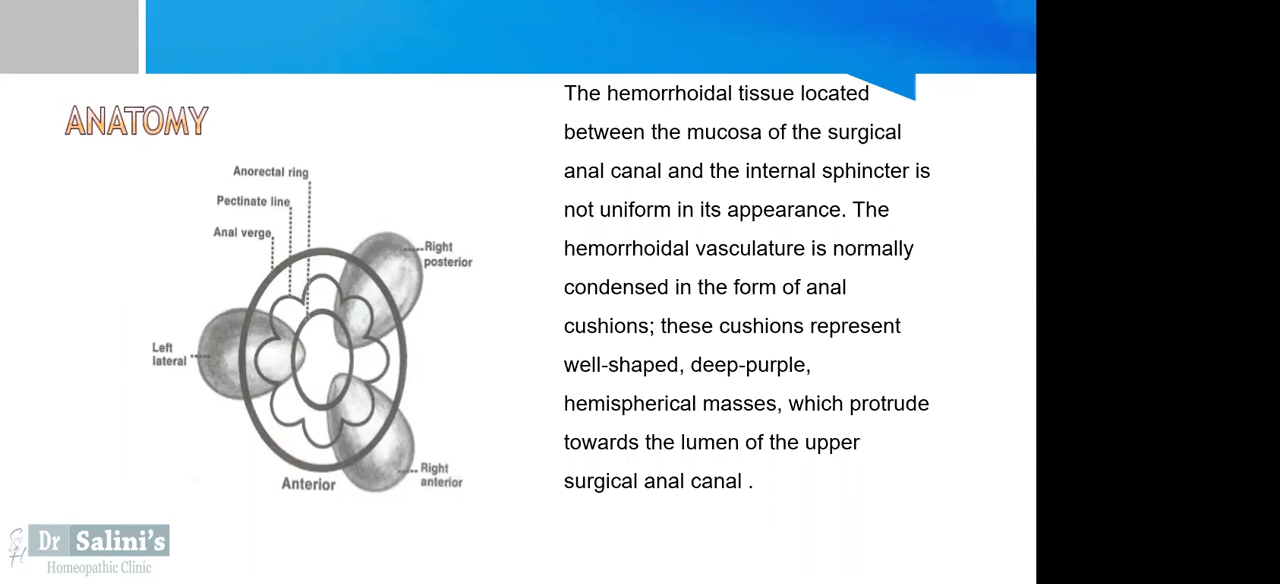 ANATOMY
Anorectal ring
Pectinate line
Anal verge
Right
posterior
Left
lateral
Right
anterior
Anterior
The hemorrhoidal tissue located
between the mucosa of the surgical
anal canal and the internal sphincter is
not uniform in its appearance. The
hemorrhoidal vasculature is normally
condensed in the form of anal
cushions; these cushions represent
well-shaped, deep-purple,
hemispherical masses, which protrude
towards the lumen of the upper
surgical anal canal .
Dr Salini's
Homeopathic Clinic